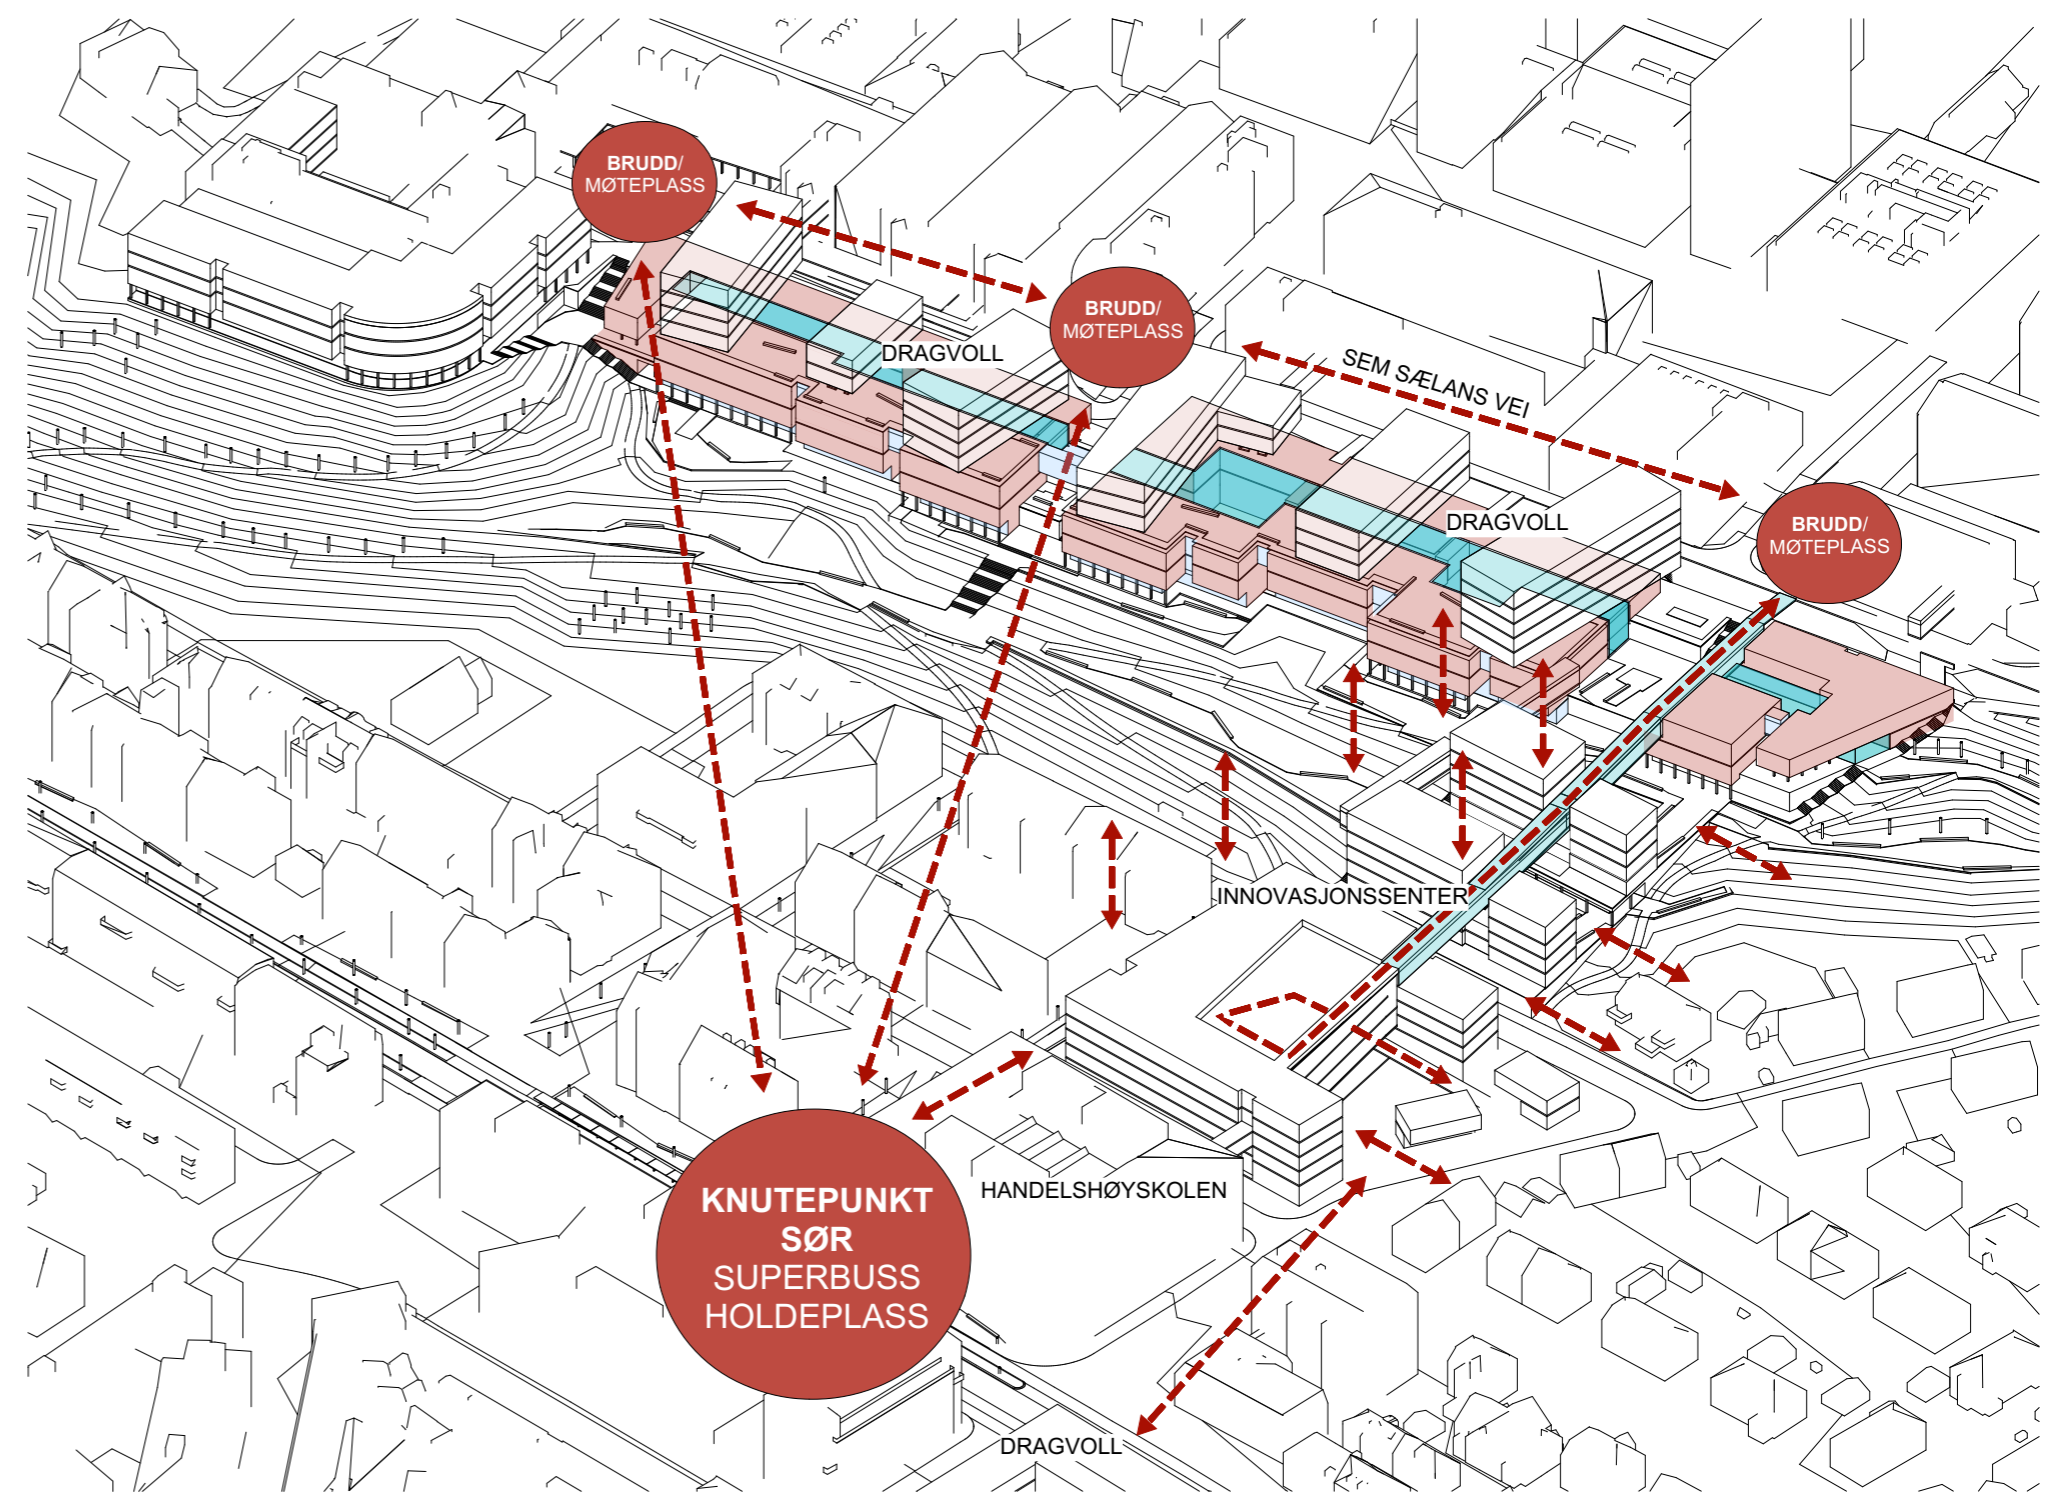 BRUDD/
MØTEPLASS
BRUDD/
MØTEPLASS
DRAGVOLL
SEM SÆLANS VEI
DRAGVOLL
BRUDD/
MØTEPLASS
INNOVASJONSSENTER
HANDELSHØYSKOLEN
KNUTEPUNKT
SØR
SUPERBUSS
HOLDEPLASS
DRAGVOLL